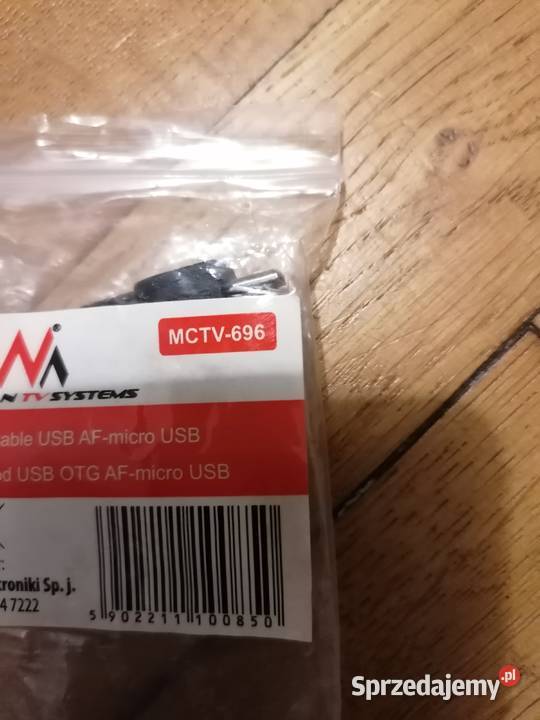 MCTV-696
®
N TV SYSTEMS
able USB AF-micro USB
od USB OTG AF-micro USB
troniki Sp. j.
4 7222
5 902211 100850
Sprzedajemy.pl